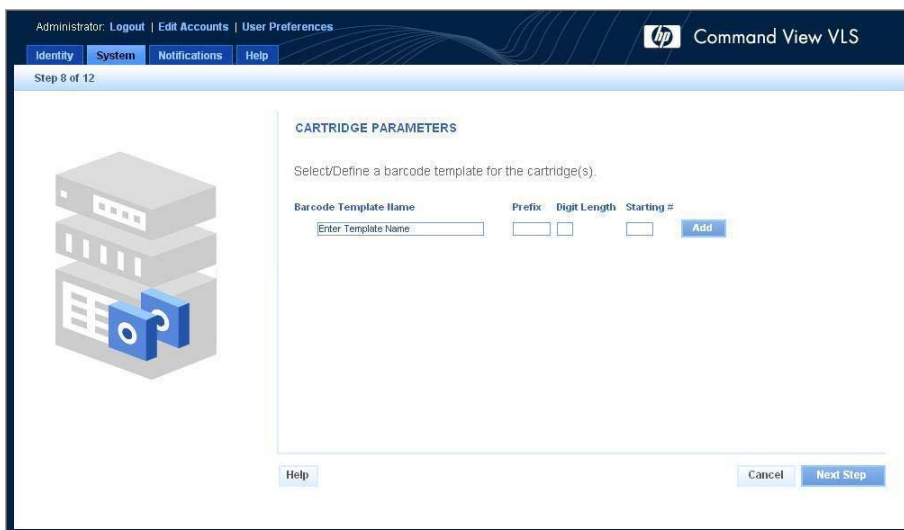 Administrator: Logout | Edit Accounts | User Preferences
hp Command View VLS
Identity System Notifications Help
Step 8 of 12
CARTRIDGE PARAMETERS
Select/Define a barcode template for the cartridge(s).
Barcode Template Name Prefix Digit Length Starting #
Enter Template Name Add
Help Cancel Next Step